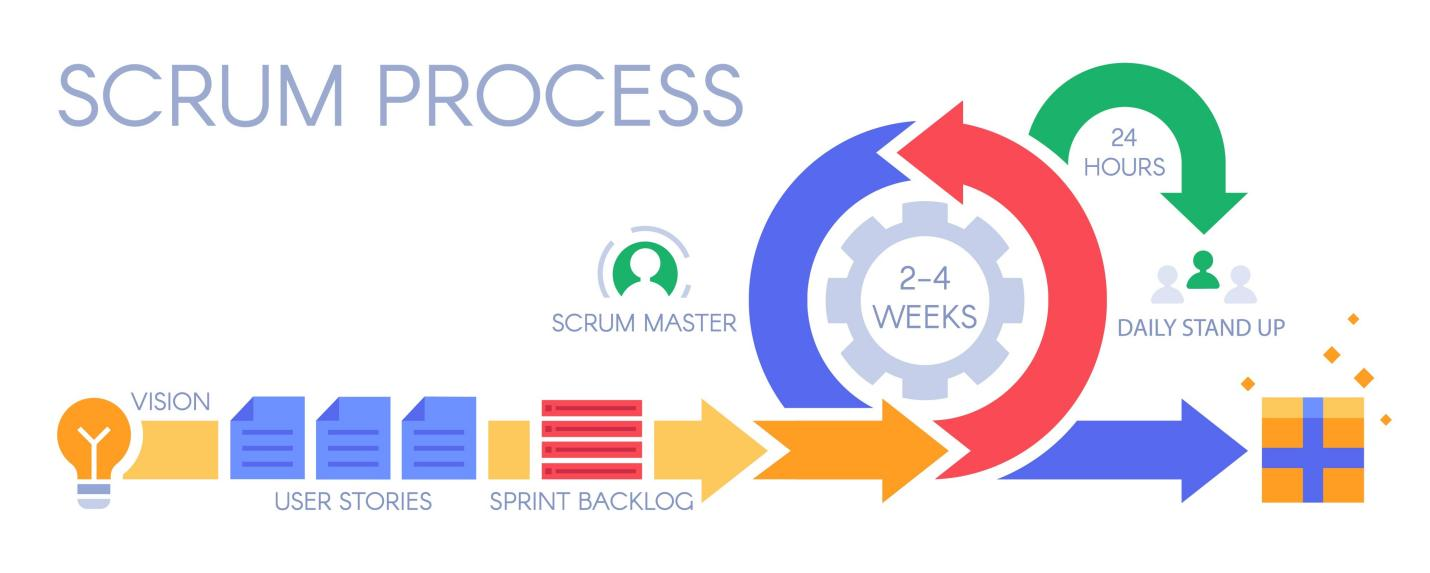 SCRUM PROCESS
24
HOURS
2-4
WEEKS
SCRUM MASTER
DAILY STAND UP
VISION
USER STORIES
SPRINT BACKLOG